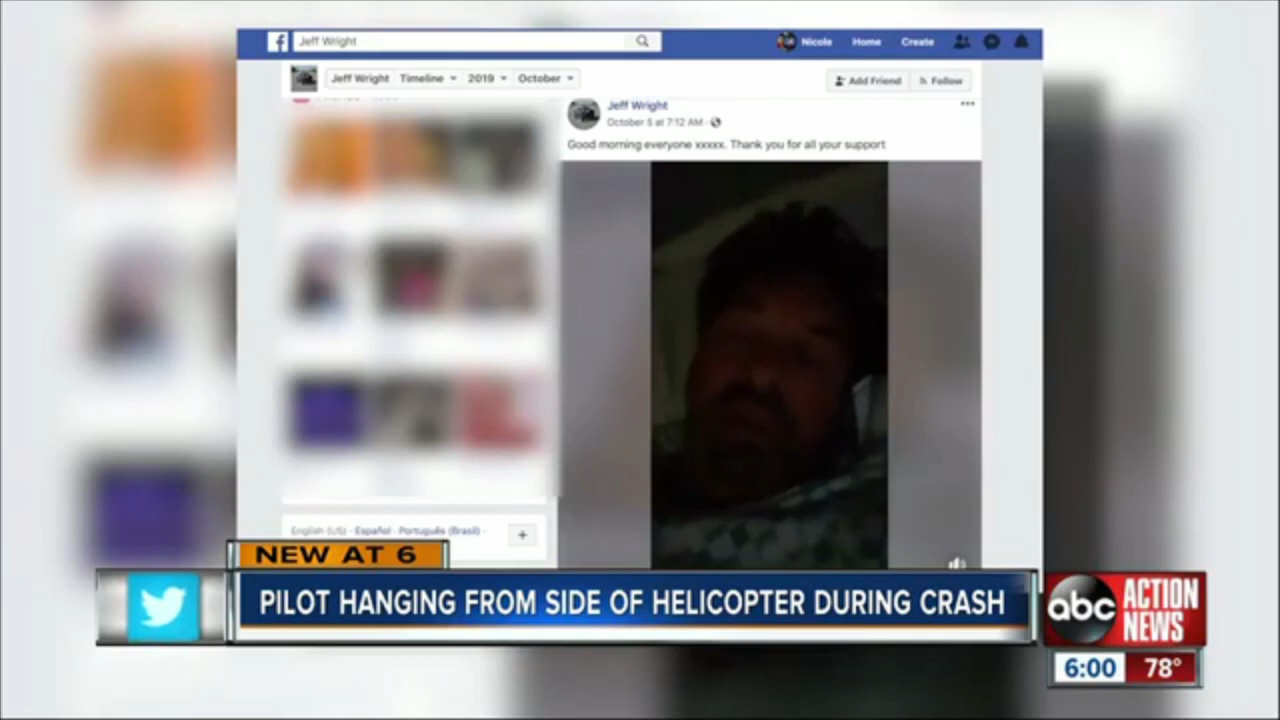 Jeff Wright
Nicole Home Create
Jeff Wright Timeline 2019 October
Add Friend Follow
Jeff Wright
October 5 at 7:12 AM
Good morning everyone xxxxx. Thank you for all your support
English (US) · Español · Português (Brasil) ·
+
NEW AT 6
PILOT HANGING FROM SIDE OF HELICOPTER DURING CRASH
abc ACTION NEWS
6:00 78°